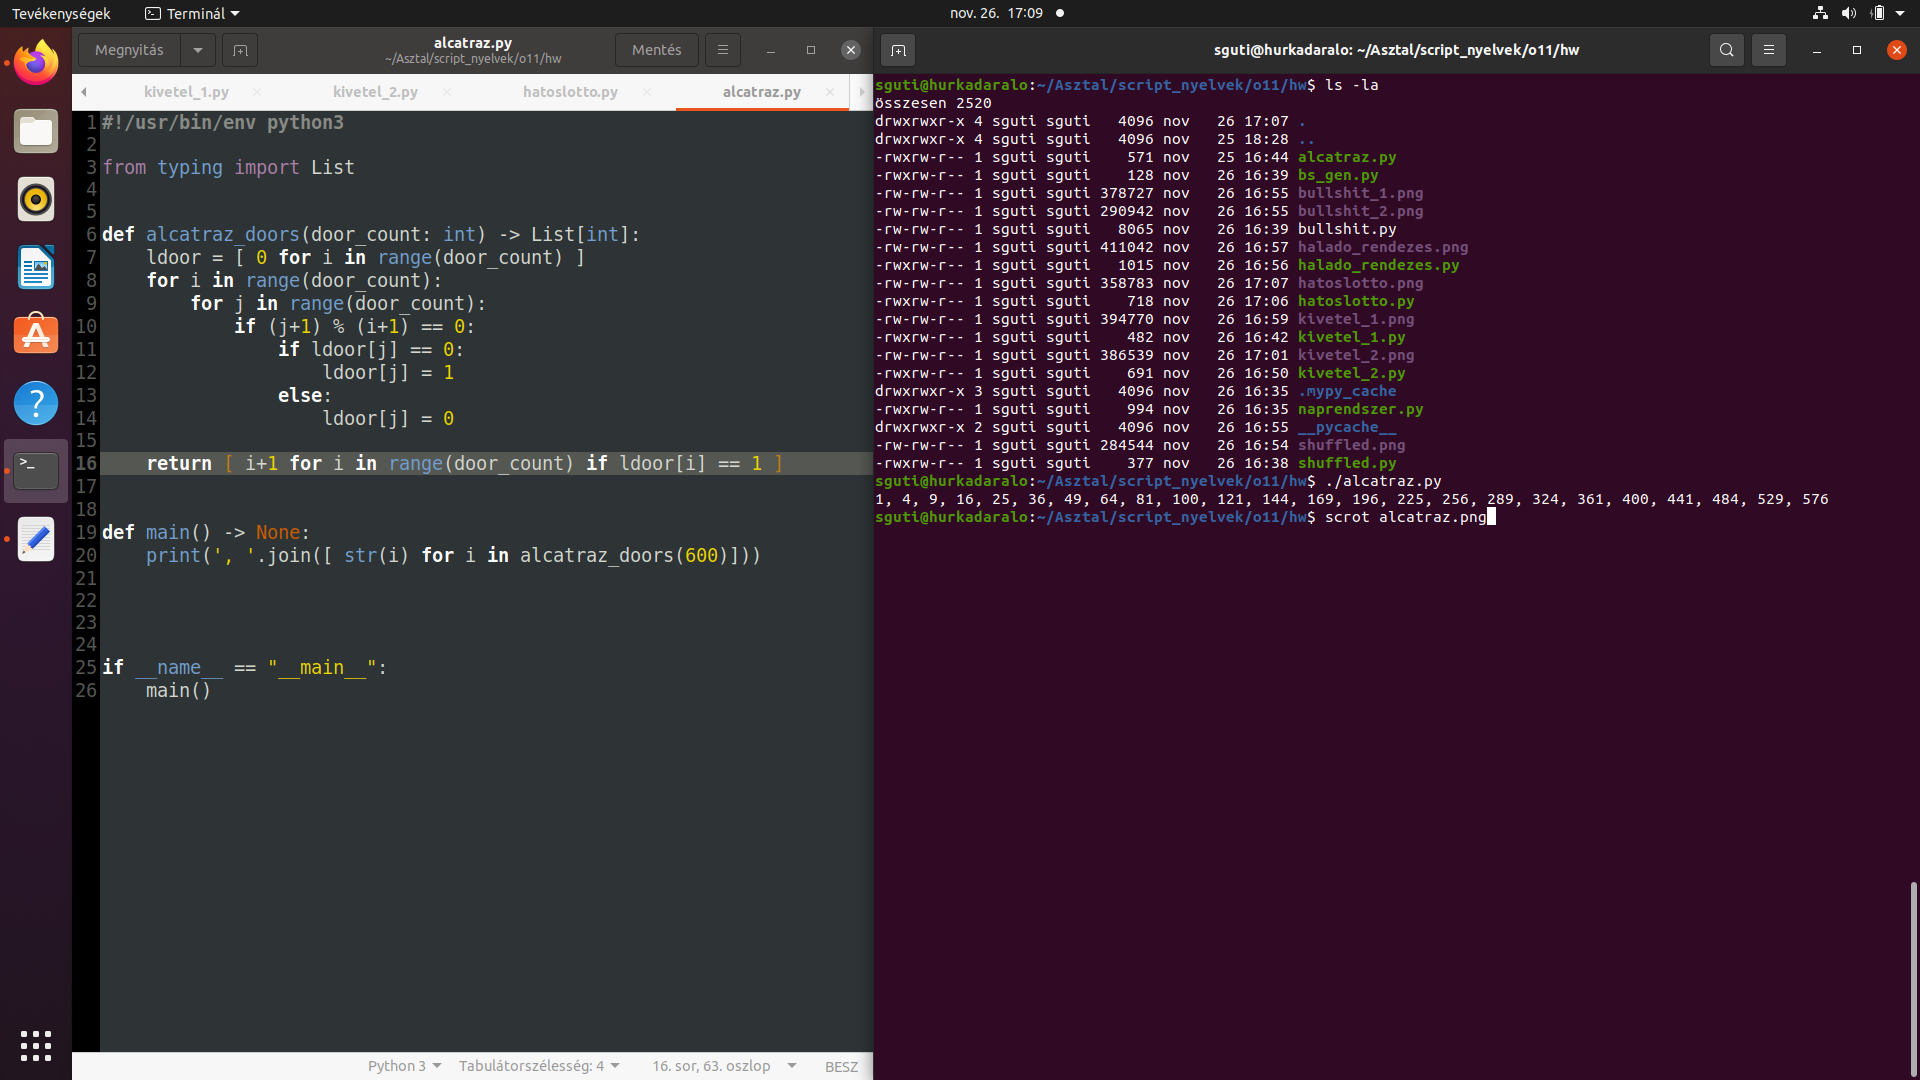 Tevékenységek
Terminál
nov. 26. 17:09
Megnyitás
alcatraz.py
~/Asztal/script_nyelvek/o11/hw
Mentés
kivetel_1.py
kivetel_2.py
hatoslotto.py
alcatraz.py
1 #!/usr/bin/env python3
2
3 from typing import List
4
5
6 def alcatraz_doors(door_count: int) -> List[int]:
7     ldoor = [ 0 for i in range(door_count) ]
8     for i in range(door_count):
9         for j in range(door_count):
10             if (j+1) % (i+1) == 0:
11                 if ldoor[j] == 0:
12                     ldoor[j] = 1
13                 else:
14                     ldoor[j] = 0
15
16     return [ i+1 for i in range(door_count) if ldoor[i] == 1 ]
17
18
19 def main() -> None:
20     print(', '.join([ str(i) for i in alcatraz_doors(600)]))
21
22
23
24
25 if __name__ == "__main__":
26     main()
Python 3
Tabulátorszélesség: 4
16. sor, 63. oszlop
BESZ
sguti@hurkadaralo: ~/Asztal/script_nyelvek/o11/hw
sguti@hurkadaralo:~/Asztal/script_nyelvek/o11/hw$ ls -la
összesen 2520
drwxrwxr-x 4 sguti sguti   4096 nov   26 17:07 .
drwxrwxr-x 4 sguti sguti   4096 nov   25 18:28 ..
-rwxrwxr-- 1 sguti sguti    571 nov   25 16:44 alcatraz.py
-rwxrwxr-- 1 sguti sguti    128 nov   26 16:39 bs_gen.py
-rw-rw-r-- 1 sguti sguti 378727 nov   26 16:55 bullshit_1.png
-rw-rw-r-- 1 sguti sguti 290942 nov   26 16:55 bullshit_2.png
-rw-rw-r-- 1 sguti sguti   8065 nov   26 16:39 bullshit.py
-rw-rw-r-- 1 sguti sguti 411042 nov   26 16:57 halado_rendezes.png
-rwxrw-r-- 1 sguti sguti   1015 nov   26 16:56 halado_rendezes.py
-rw-rw-r-- 1 sguti sguti 358783 nov   26 17:07 hatoslotto.png
-rwxrw-r-- 1 sguti sguti    718 nov   26 17:06 hatoslotto.py
-rw-rw-r-- 1 sguti sguti 394770 nov   26 16:59 kivetel_1.png
-rwxrw-r-- 1 sguti sguti    482 nov   26 16:42 kivetel_1.py
-rw-rw-r-- 1 sguti sguti 386539 nov   26 17:01 kivetel_2.png
-rwxrw-r-- 1 sguti sguti    691 nov   26 16:50 kivetel_2.py
drwxrwxr-x 3 sguti sguti   4096 nov   26 16:35 .mypy_cache
-rwxrwxr-- 1 sguti sguti    994 nov   26 16:35 naprendszer.py
drwxrwxr-x 2 sguti sguti   4096 nov   26 16:55 __pycache__
-rw-rw-r-- 1 sguti sguti 284544 nov   26 16:54 shuffled.png
-rwxrw-r-- 1 sguti sguti    377 nov   26 16:38 shuffled.py
sguti@hurkadaralo:~/Asztal/script_nyelvek/o11/hw$ ./alcatraz.py
1, 4, 9, 16, 25, 36, 49, 64, 81, 100, 121, 144, 169, 196, 225, 256, 289, 324, 361, 400, 441, 484, 529, 576
sguti@hurkadaralo:~/Asztal/script_nyelvek/o11/hw$ scrot alcatraz.png